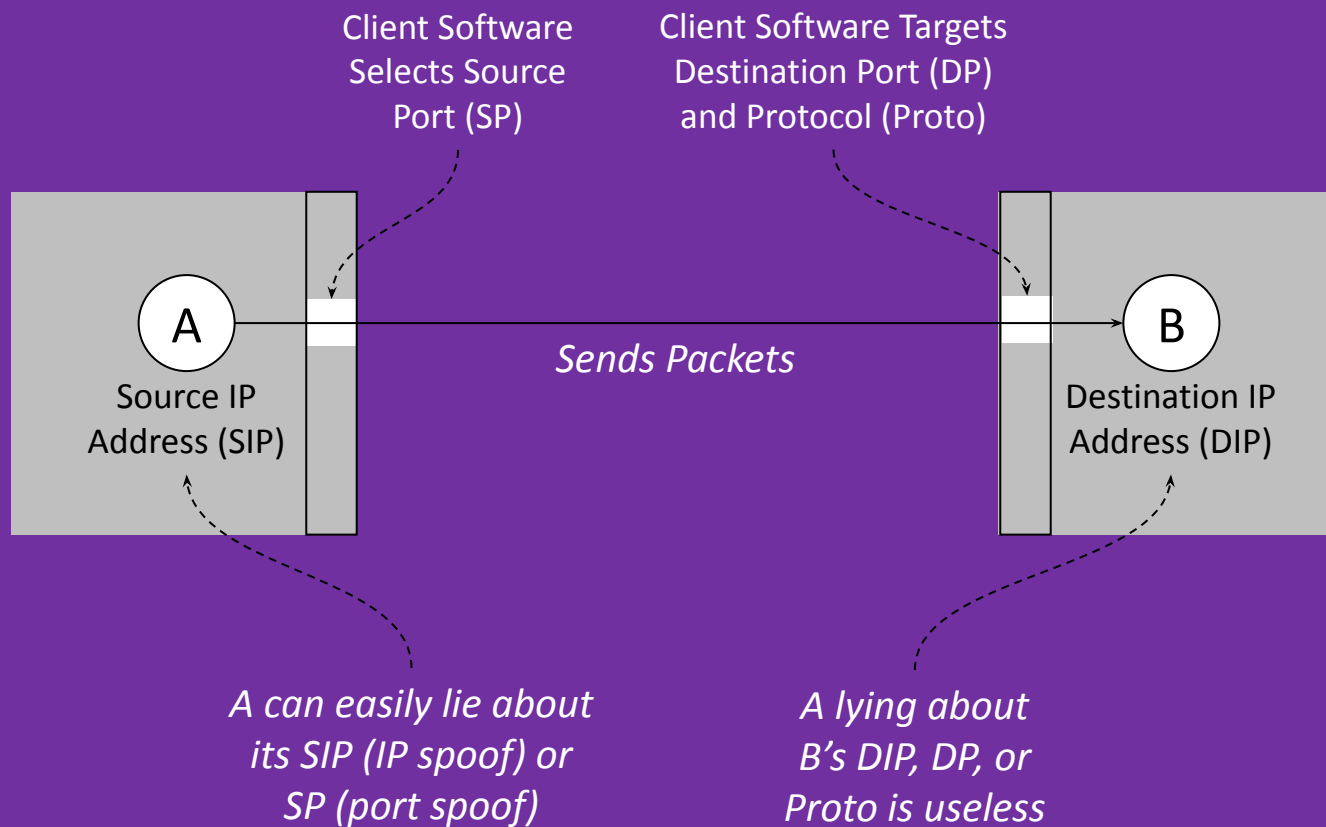 Client Software
Selects Source
Port (SP)
Client Software Targets
Destination Port (DP)
and Protocol (Proto)
A
Source IP
Address (SIP)
Sends Packets
B
Destination IP
Address (DIP)
A can easily lie about
its SIP (IP spoof) or
SP (port spoof)
A lying about
B’s DIP, DP, or
Proto is useless